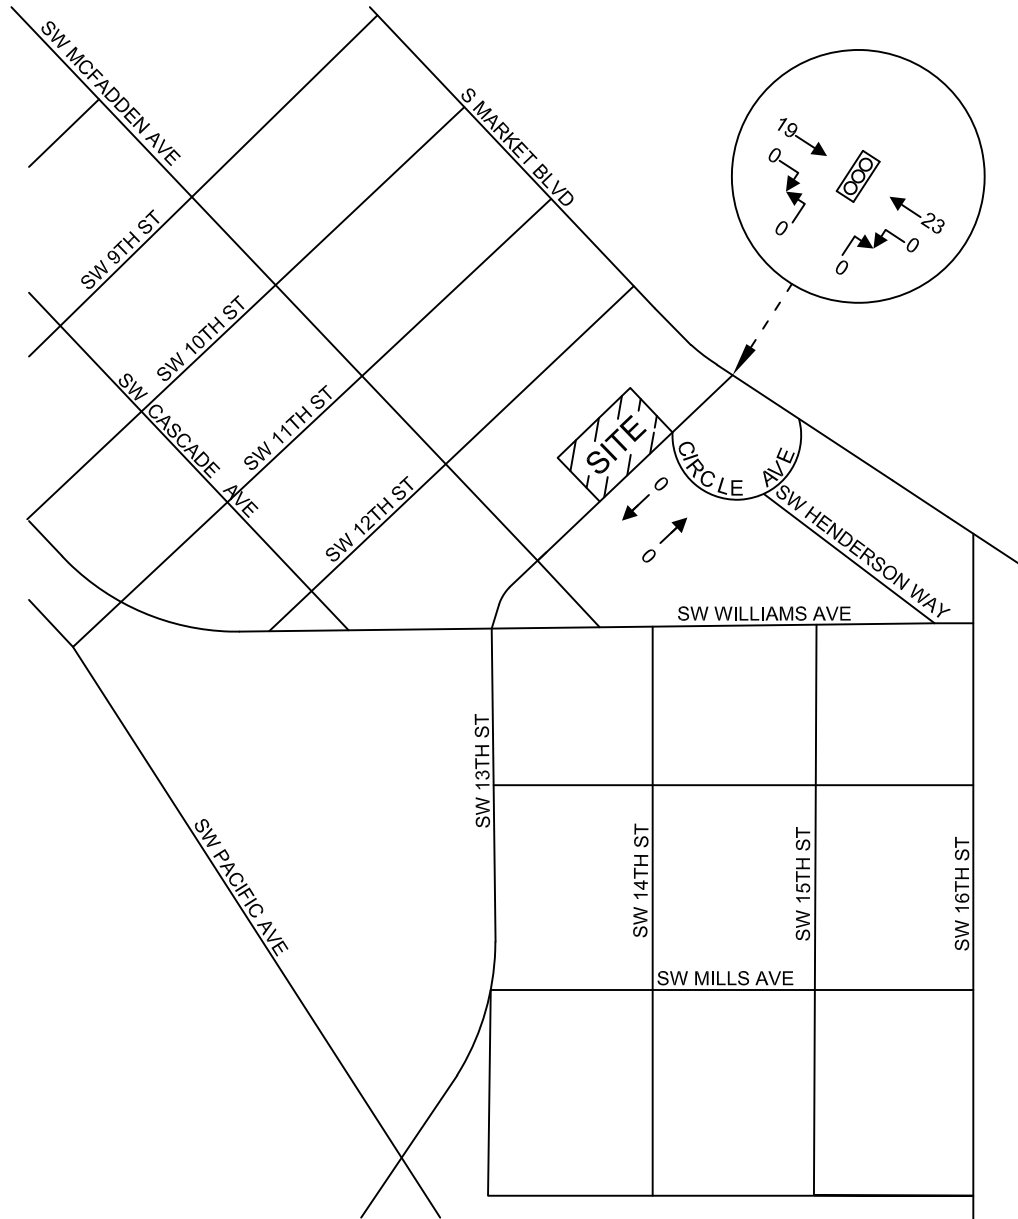 SW MCFADDEN AVE
S MARKET BLVD
19
0
0
23
0
0
SW 9TH ST
SW 10TH ST
SW CASCADE AVE
SW 11TH ST
SW 12TH ST
SITE
CIRCLE AVE
0
0
SW HENDERSON WAY
SW WILLIAMS AVE
SW 13TH ST
SW PACIFIC AVE
SW 14TH ST
SW 15TH ST
SW 16TH ST
SW MILLS AVE